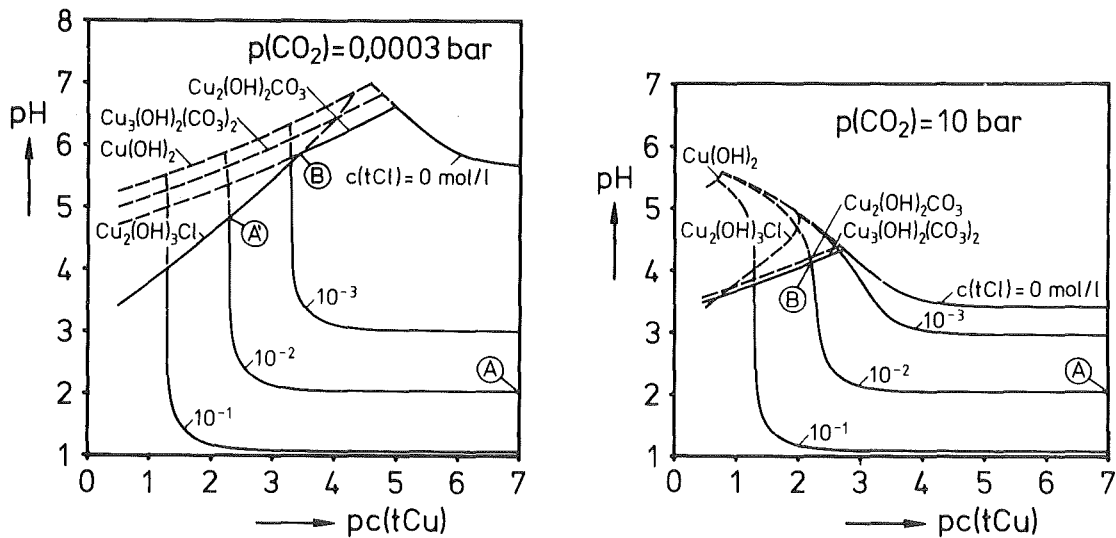 p(CO₂)=0,0003 bar
8
7
6
5
4
3
2
1
pH
Cu₂(OH)₂CO₃
Cu₃(OH)₂(CO₃)₂
Cu(OH)₂
Cu₂(OH)₃Cl
B
A'
c(tCl)=0 mol/l
10⁻³
10⁻²
A
10⁻¹
0 1 2 3 4 5 6 7
pc(tCu)
p(CO₂)=10 bar
7
6
5
4
3
2
1
pH
Cu(OH)₂
Cu₂(OH)₂CO₃
Cu₂(OH)₃Cl
Cu₃(OH)₂(CO₃)₂
B
c(tCl)=0 mol/l
10⁻³
A
10⁻²
10⁻¹
0 1 2 3 4 5 6 7
pc(tCu)